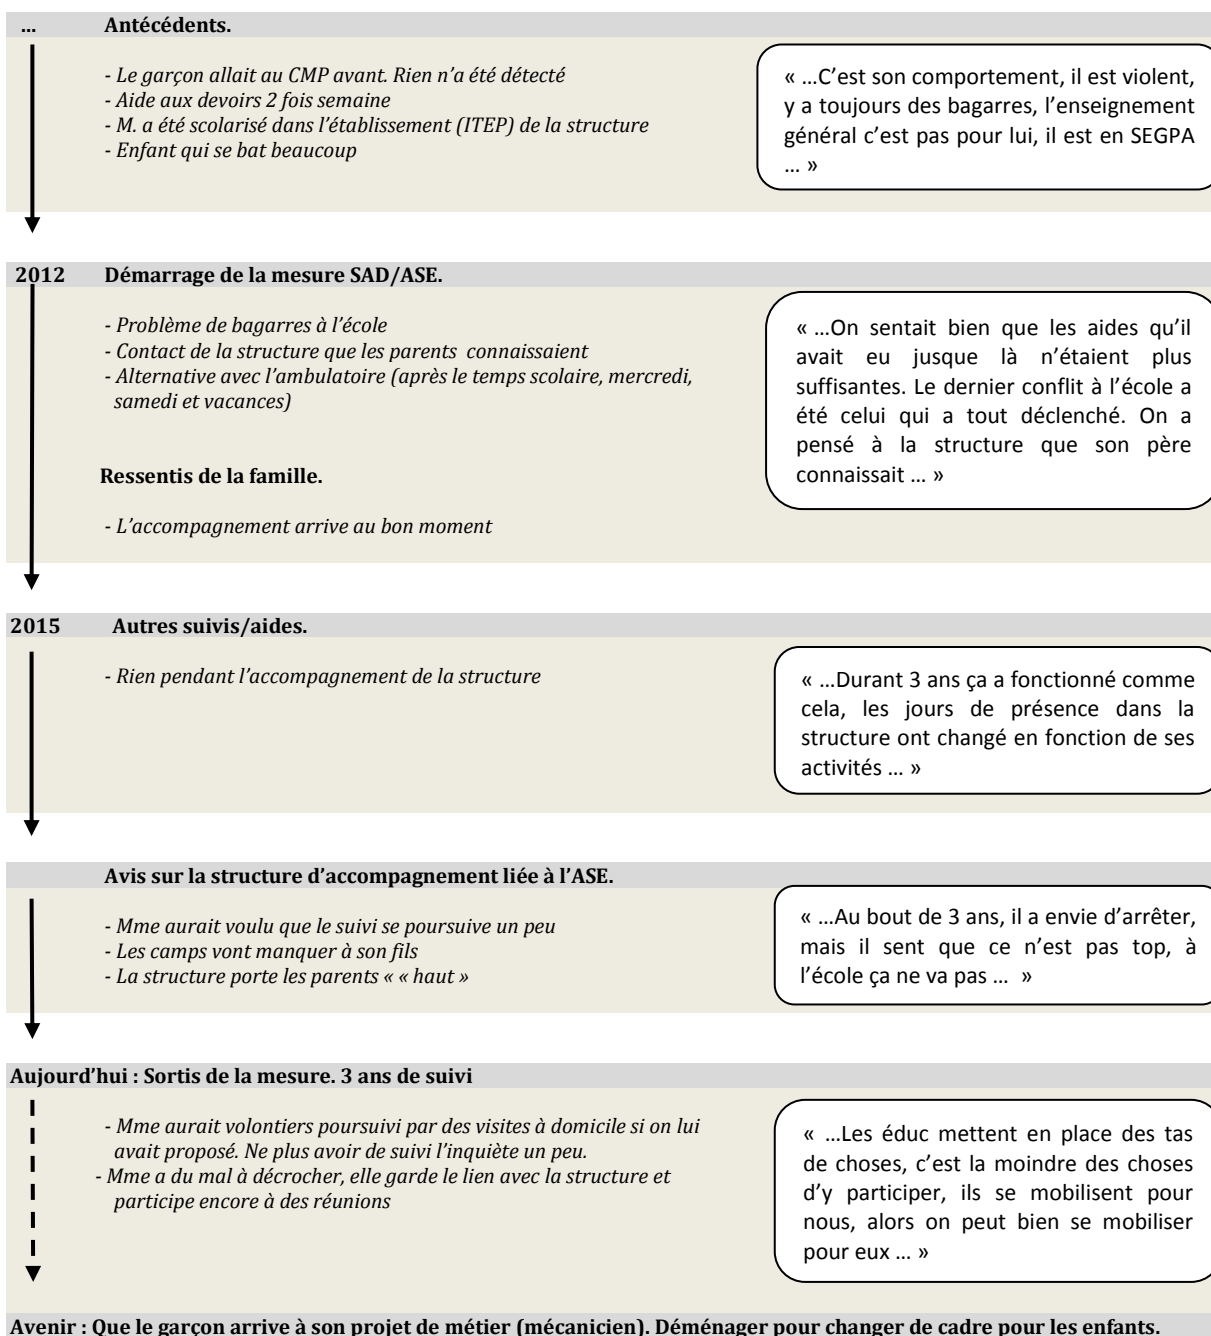 ... Antécédents.
- Le garçon allait au CMP avant. Rien n'a été détecté
- Aide aux devoirs 2 fois semaine
- M. a été scolarisé dans l'établissement (ITEP) de la structure
- Enfant qui se bat beaucoup
« ...C'est son comportement, il est violent,
y a toujours des bagarres, l'enseignement
général c'est pas pour lui, il est en SEGPA
... »
2012 Démarrage de la mesure SAD/ASE.
- Problème de bagarres à l'école
- Contact de la structure que les parents connaissaient
- Alternative avec l'ambulatoire (après le temps scolaire, mercredi,
samedi et vacances)
Ressentis de la famille.
- L'accompagnement arrive au bon moment
« ...On sentait bien que les aides qu'il
avait eu jusque là n'étaient plus
suffisantes. Le dernier conflit à l'école a
été celui qui a tout déclenché. On a
pensé à la structure que son père
connaissait ... »
2015 Autres suivis/aides.
- Rien pendant l'accompagnement de la structure
« ...Durant 3 ans ça a fonctionné comme
cela, les jours de présence dans la
structure ont changé en fonction de ses
activités ... »
Avis sur la structure d'accompagnement liée à l'ASE.
- Mme aurait voulu que le suivi se poursuive un peu
- Les camps vont manquer à son fils
- La structure porte les parents « « haut »
« ...Au bout de 3 ans, il a envie d'arrêter,
mais il sent que ce n'est pas top, à
l'école ça ne va pas ... »
Aujourd'hui : Sortis de la mesure. 3 ans de suivi
- Mme aurait volontiers poursuivi par des visites à domicile si on lui
avait proposé. Ne plus avoir de suivi l'inquiète un peu.
- Mme a du mal à décrocher, elle garde le lien avec la structure et
participe encore à des réunions
« ...Les éduc mettent en place des tas
de choses, c'est la moindre des choses
d'y participer, ils se mobilisent pour
nous, alors on peut bien se mobiliser
pour eux ... »
Avenir : Que le garçon arrive à son projet de métier (mécanicien). Déménager pour changer de cadre pour les enfants.